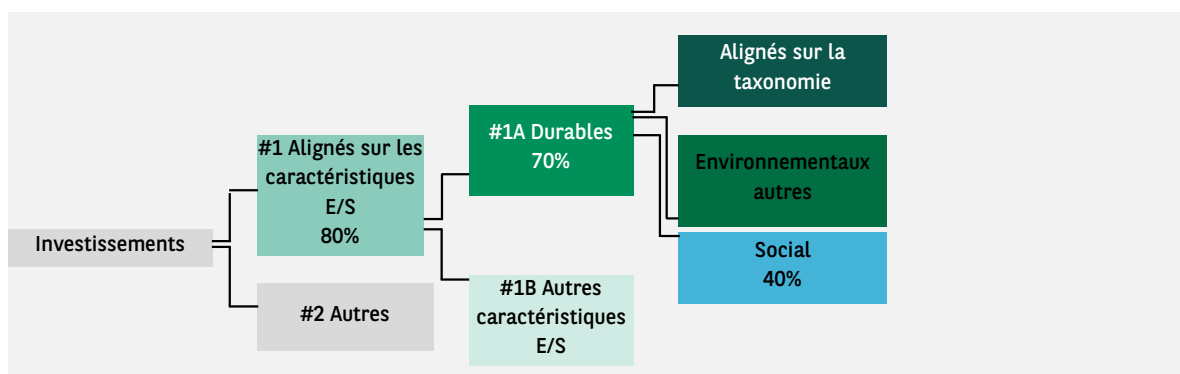 Investissements
#1 Alignés sur les
caractéristiques
E/S
80%
#2 Autres
#1A Durables
70%
#1B Autres
caractéristiques
E/S
Alignés sur la
taxonomie
Environnementaux
autres
Social
40%